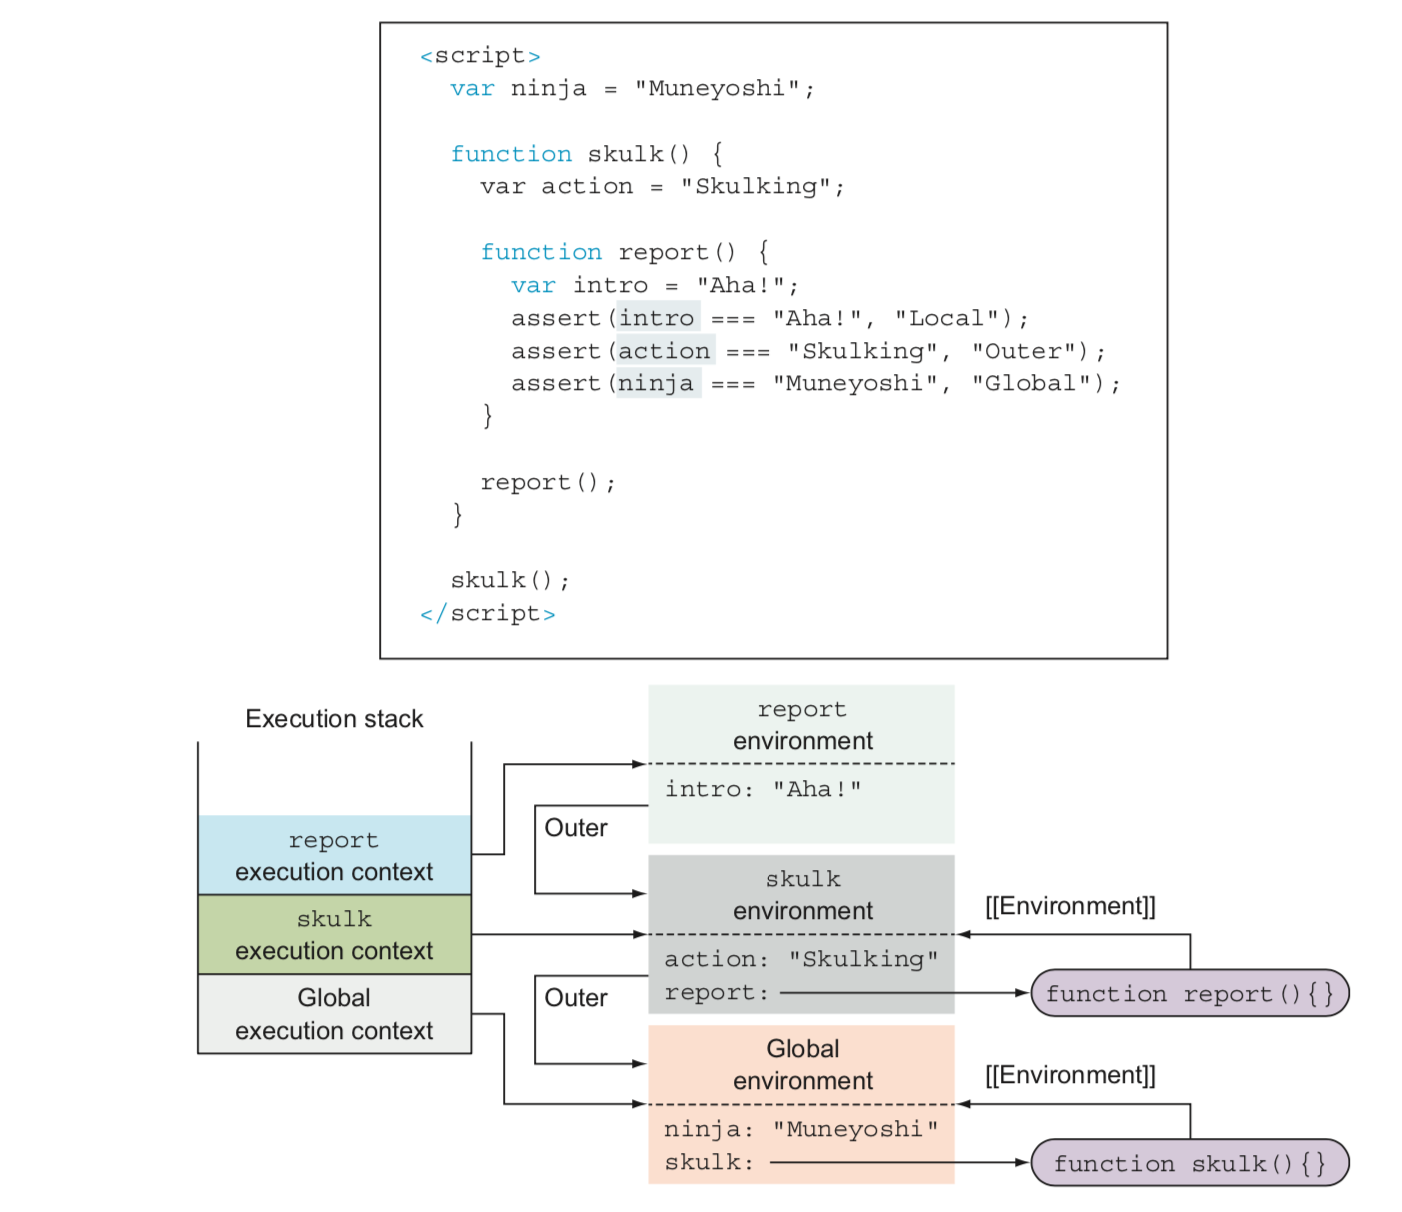 <script>
var ninja = "Muneyoshi";
function skulk() {
var action = "Skulking";
function report() {
var intro = "Aha!";
assert(intro === "Aha!", "Local");
assert(action === "Skulking", "Outer");
assert(ninja === "Muneyoshi", "Global");
}
report();
}
skulk();
</script>
Execution stack
report
execution context
skulk
execution context
Global
execution context
report
environment
intro: "Aha!"
Outer
skulk
environment
action: "Skulking"
report:
[[Environment]]
function report(){}
Outer
Global
environment
ninja: "Muneyoshi"
skulk:
[[Environment]]
function skulk(){}